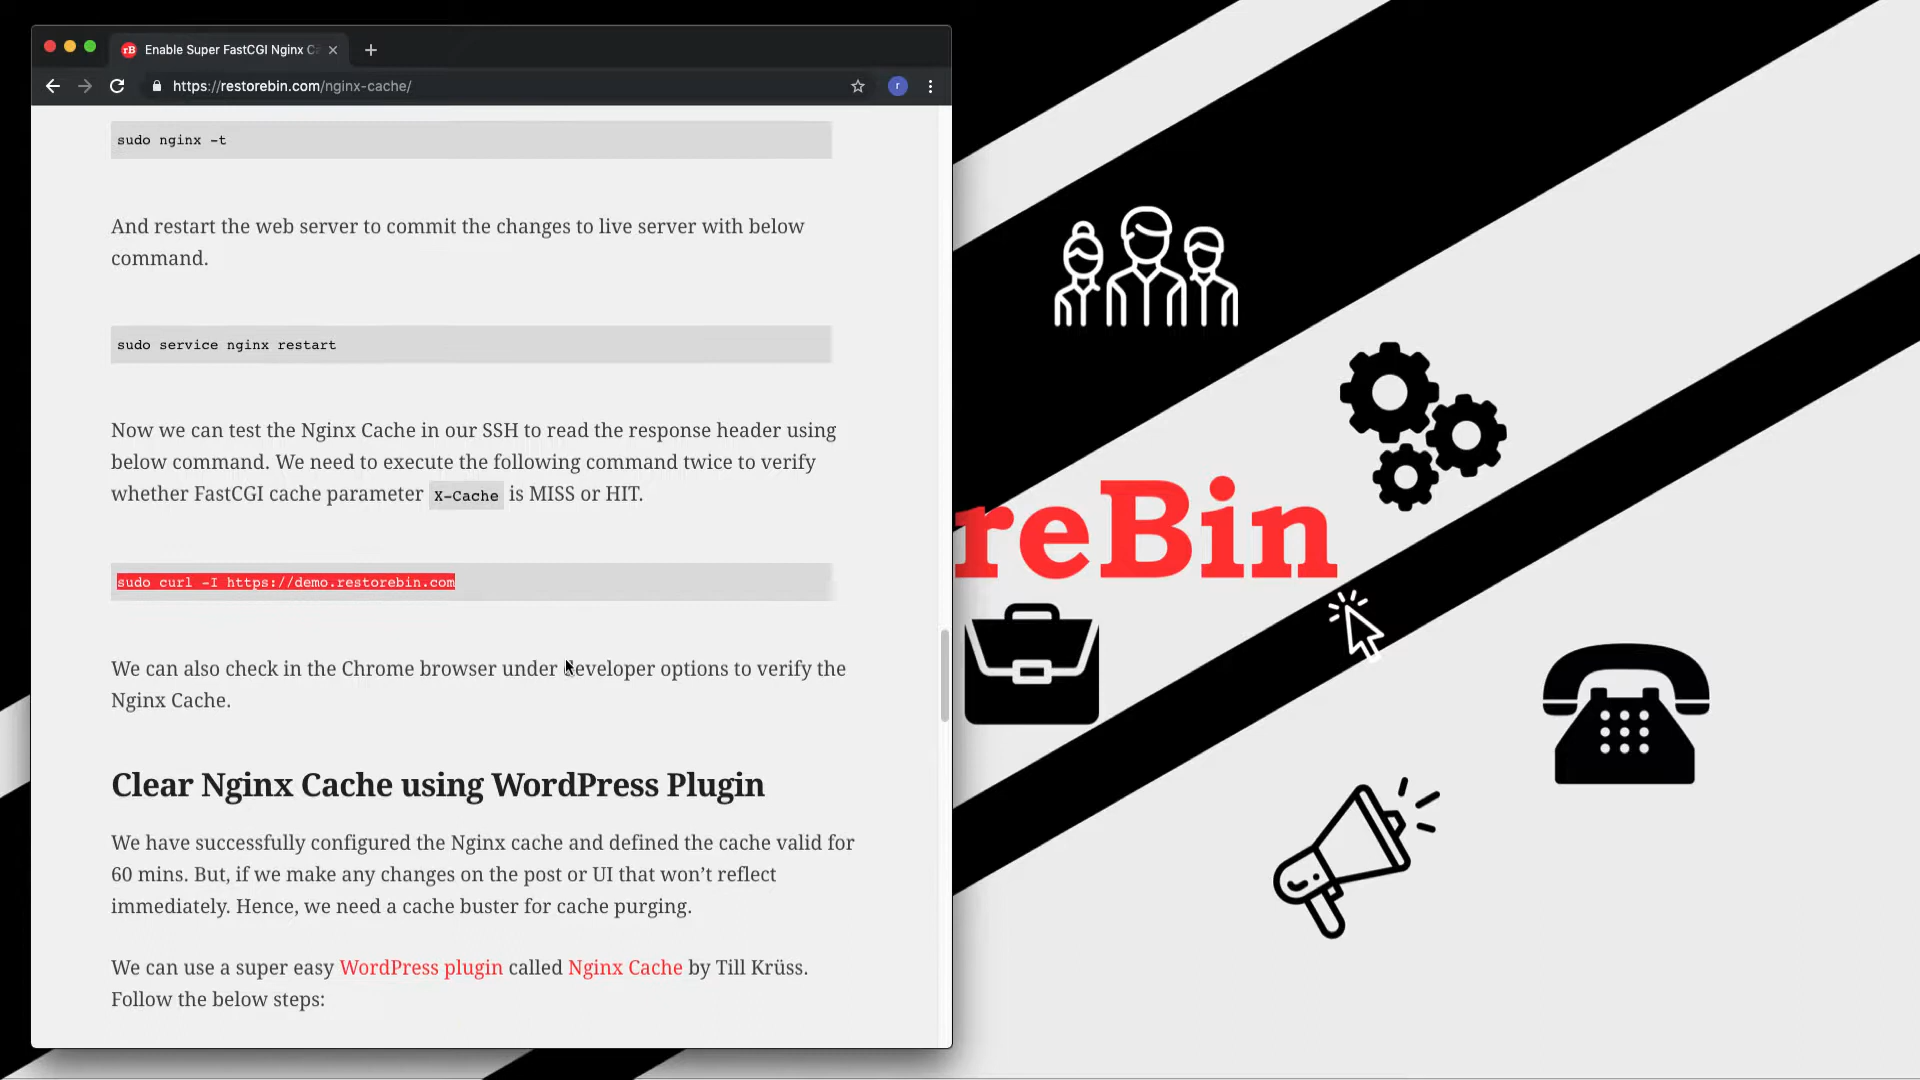 rB Enable Super FastCGI Nginx Ca
https://restorebin.com/nginx-cache/
r
sudo nginx -t
And restart the web server to commit the changes to live server with below
command.
sudo service nginx restart
Now we can test the Nginx Cache in our SSH to read the response header using
below command. We need to execute the following command twice to verify
whether FastCGI cache parameter X-Cache is MISS or HIT.
sudo curl -I https://demo.restorebin.com
We can also check in the Chrome browser under developer options to verify the
Nginx Cache.
Clear Nginx Cache using WordPress Plugin
We have successfully configured the Nginx cache and defined the cache valid for
60 mins. But, if we make any changes on the post or UI that won’t reflect
immediately. Hence, we need a cache buster for cache purging.
We can use a super easy WordPress plugin called Nginx Cache by Till Krüss.
Follow the below steps:
reBin